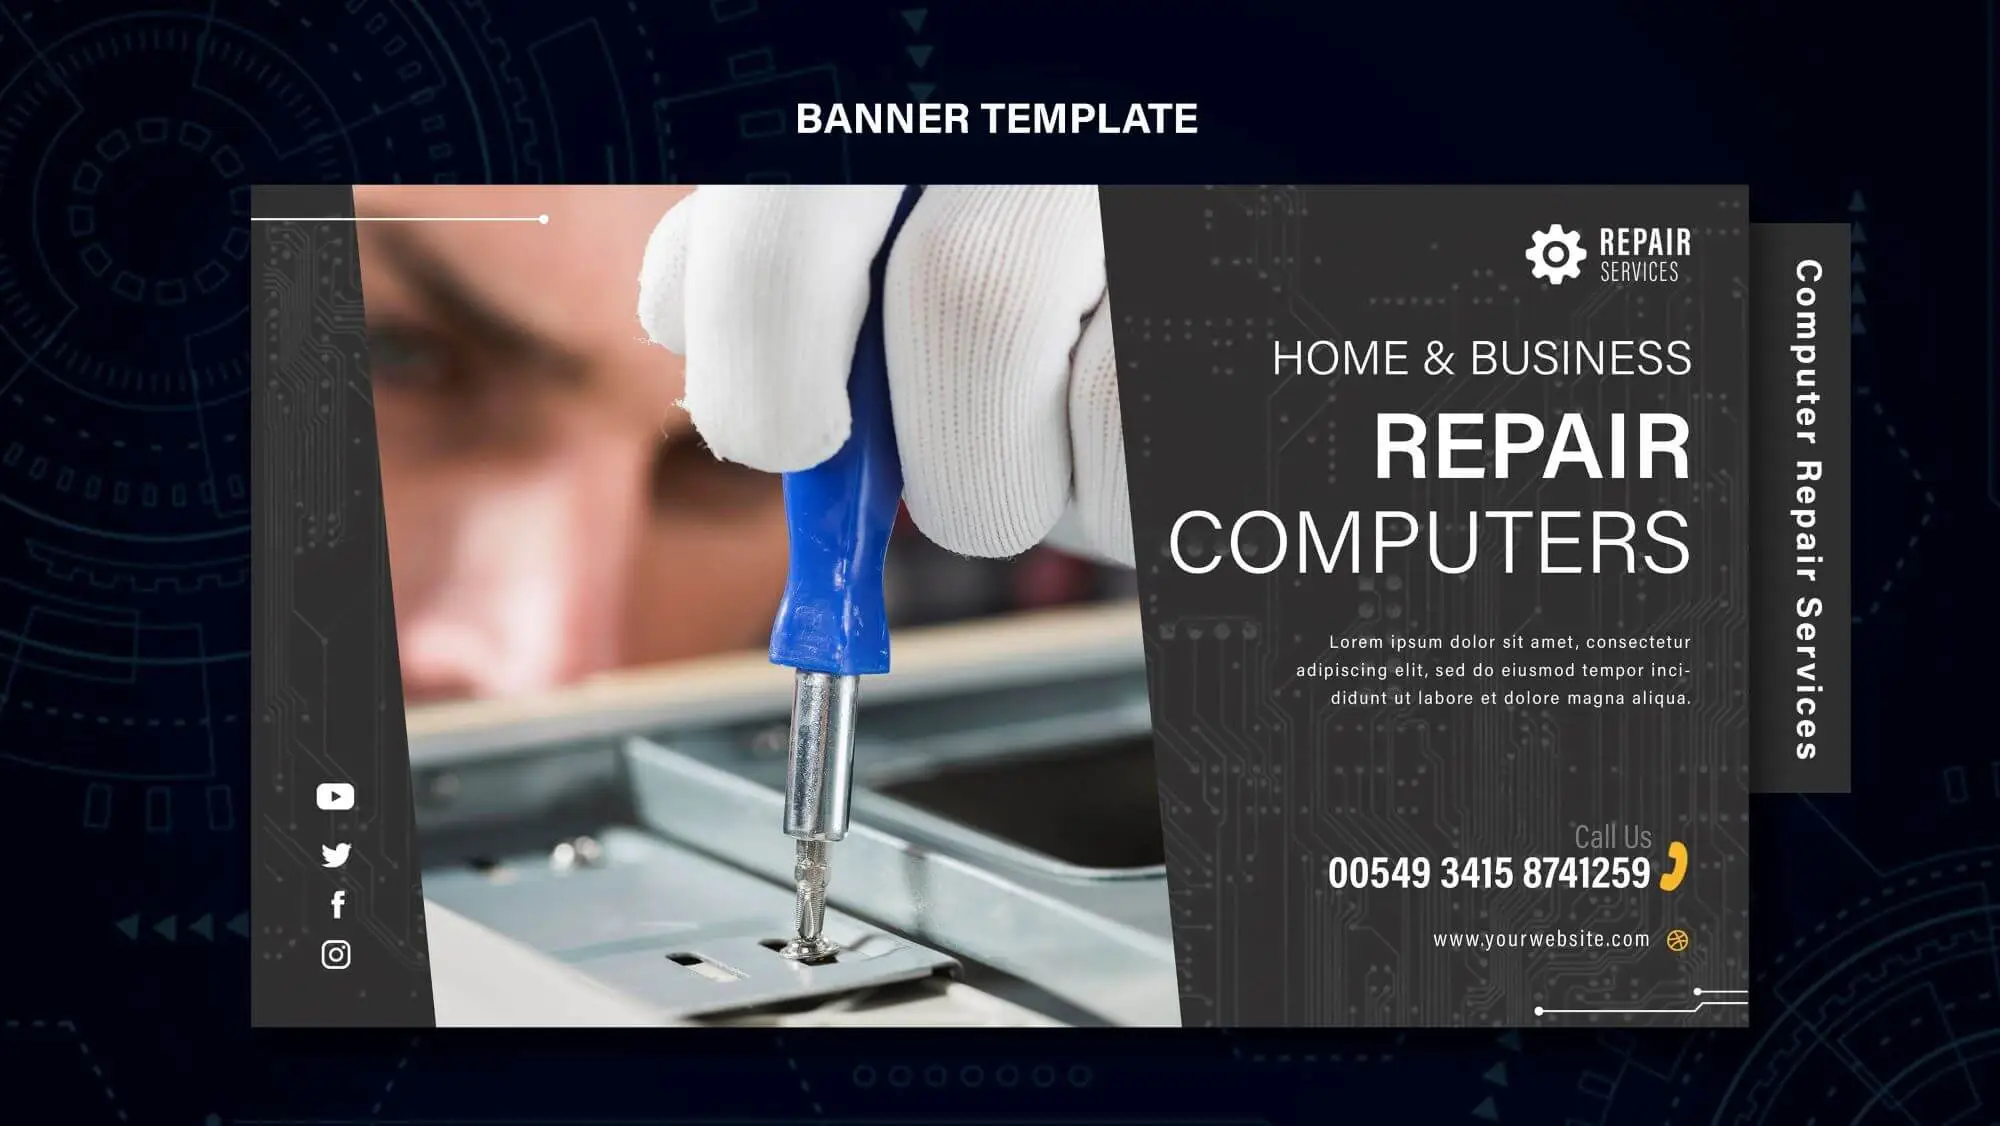 BANNER TEMPLATE
REPAIR
SERVICES
HOME & BUSINESS
REPAIR
COMPUTERS
Lorem ipsum dolor sit amet, consectetur
adipiscing elit, sed do eiusmod tempor inci-
didunt ut labore et dolore magna aliqua.
Call Us
00549 3415 8741259
www.yourwebsite.com
Computer Repair Services